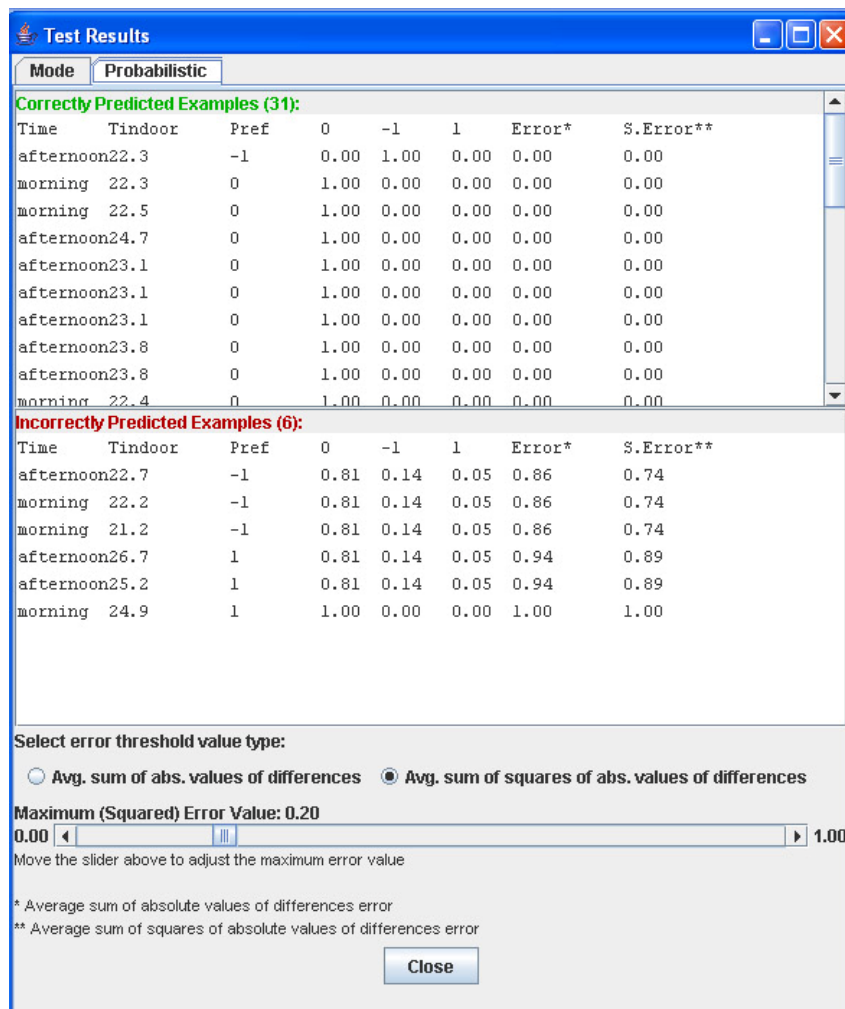 Test Results
Mode Probabilistic
Correctly Predicted Examples (31):
Time Tindoor Pref 0 -1 1 Error* S.Error**
afternoon22.3 -1 0.00 1.00 0.00 0.00 0.00
morning 22.3 0 1.00 0.00 0.00 0.00 0.00
morning 22.5 0 1.00 0.00 0.00 0.00 0.00
afternoon24.7 0 1.00 0.00 0.00 0.00 0.00
afternoon23.1 0 1.00 0.00 0.00 0.00 0.00
afternoon23.1 0 1.00 0.00 0.00 0.00 0.00
afternoon23.1 0 1.00 0.00 0.00 0.00 0.00
afternoon23.8 0 1.00 0.00 0.00 0.00 0.00
afternoon23.8 0 1.00 0.00 0.00 0.00 0.00
morning 22.4 0 1.00 0.00 0.00 0.00 0.00
Incorrectly Predicted Examples (6):
Time Tindoor Pref 0 -1 1 Error* S.Error**
afternoon22.7 -1 0.81 0.14 0.05 0.86 0.74
morning 22.2 -1 0.81 0.14 0.05 0.86 0.74
morning 21.2 -1 0.81 0.14 0.05 0.86 0.74
afternoon26.7 1 0.81 0.14 0.05 0.94 0.89
afternoon25.2 1 0.81 0.14 0.05 0.94 0.89
morning 24.9 1 1.00 0.00 0.00 1.00 1.00
Select error threshold value type:
Avg. sum of abs. values of differences Avg. sum of squares of abs. values of differences
Maximum (Squared) Error Value: 0.20
0.00 1.00
Move the slider above to adjust the maximum error value
* Average sum of absolute values of differences error
** Average sum of squares of absolute values of differences error
Close